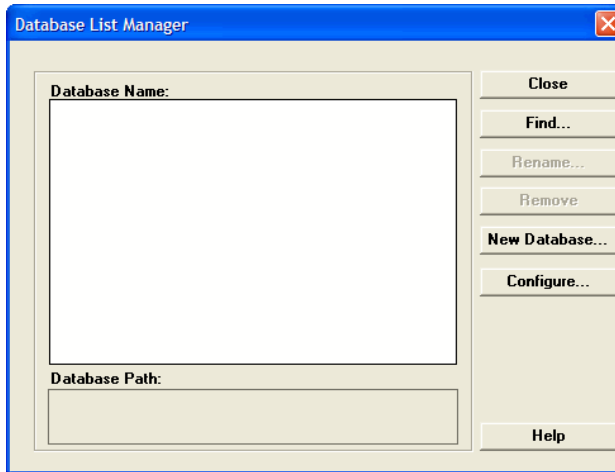 Database List Manager
Database Name:
Close
Find...
Rename...
Remove
New Database...
Configure...
Database Path:
Help